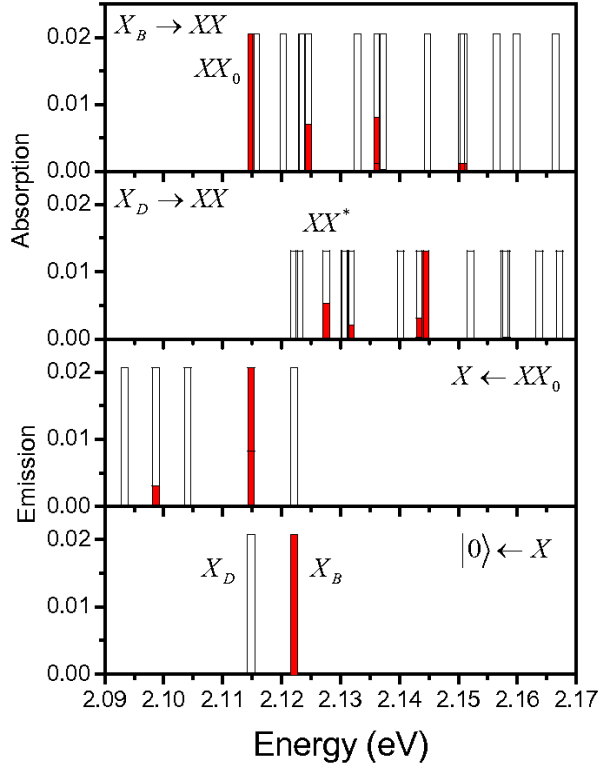 X_B → XX
XX_0
0.02
0.01
0.00
Absorption
X_D → XX
XX^*
0.02
0.01
0.00
X ← XX_0
0.02
0.01
0.00
Emission
|0⟩ ← X
X_D
X_B
0.02
0.01
0.00
2.09 2.10 2.11 2.12 2.13 2.14 2.15 2.16 2.17
Energy (eV)